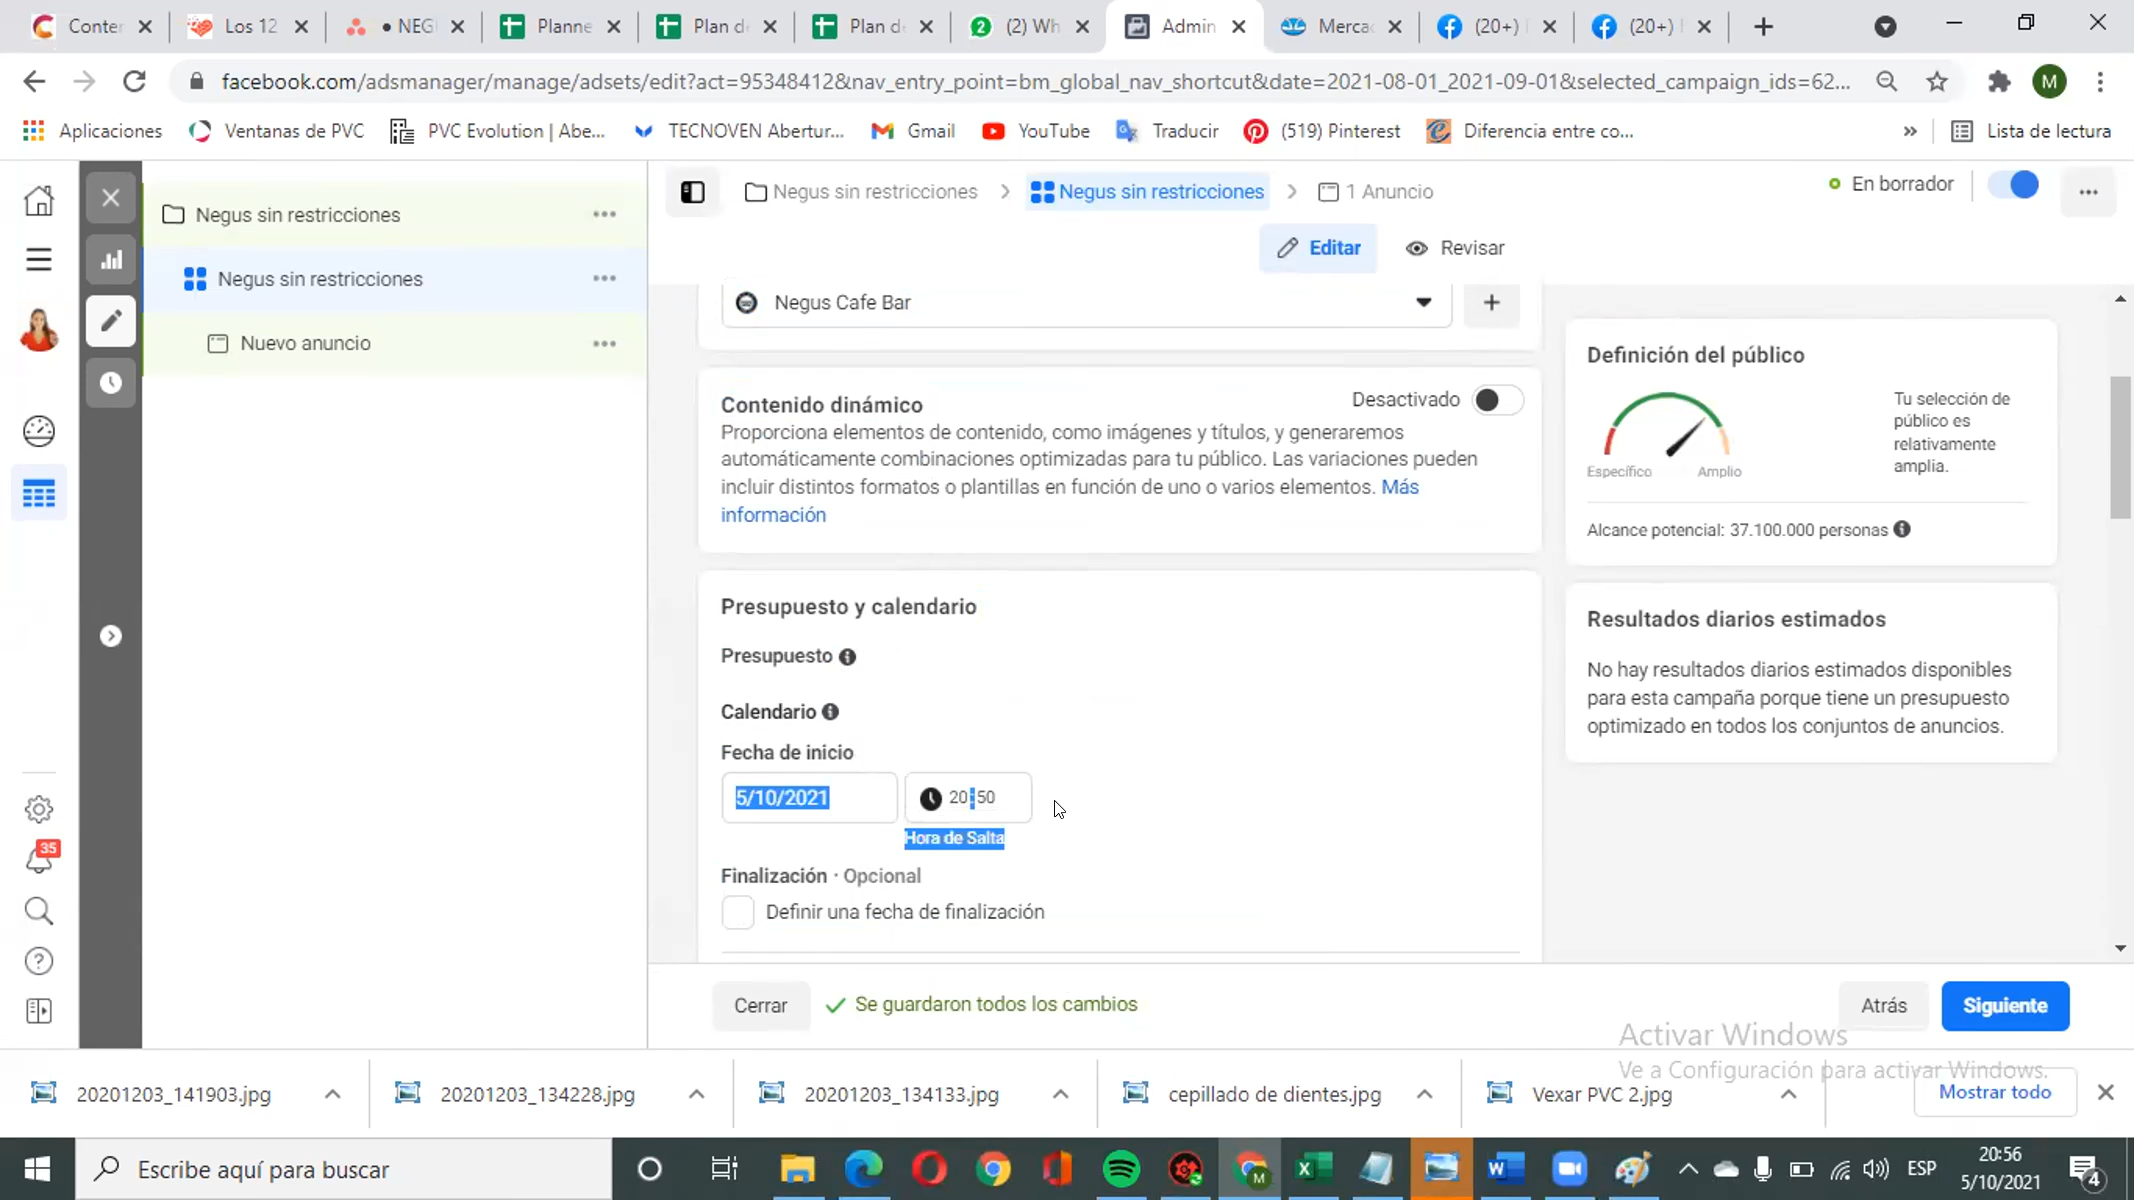 Conter
Los 12
• NEG
Planne
Plan d
Plan d
(2) Wh
Admin
Merca
(20+)
(20+)
facebook.com/adsmanager/manage/adsets/edit?act=95348412&nav_entry_point=bm_global_nav_shortcut&date=2021-08-01_2021-09-01&selected_campaign_ids=62...
M
Aplicaciones
Ventanas de PVC
PVC Evolution | Abe...
TECNOVEN Abertur...
Gmail
YouTube
Traducir
(519) Pinterest
Diferencia entre co...
»
Lista de lectura
Negus sin restricciones
Negus sin restricciones
Nuevo anuncio
Negus sin restricciones
Negus sin restricciones
1 Anuncio
En borrador
Editar
Revisar
Negus Cafe Bar
Contenido dinámico
Desactivado
Proporciona elementos de contenido, como imágenes y títulos, y generaremos
automáticamente combinaciones optimizadas para tu público. Las variaciones pueden
incluir distintos formatos o plantillas en función de uno o varios elementos. Más
información
Presupuesto y calendario
Presupuesto
Calendario
Fecha de inicio
5/10/2021
20:50
Hora de Salta
Finalización · Opcional
Definir una fecha de finalización
Definición del público
Específico
Amplio
Tu selección de
público es
relativamente
amplia.
Alcance potencial: 37.100.000 personas
Resultados diarios estimados
No hay resultados diarios estimados disponibles
para esta campaña porque tiene un presupuesto
optimizado en todos los conjuntos de anuncios.
35
Cerrar
Se guardaron todos los cambios
Atrás
Siguiente
Activar Windows
Ve a Configuración para activar Windows.
20201203_141903.jpg
20201203_134228.jpg
20201203_134133.jpg
cepillado de dientes.jpg
Vexar PVC 2.jpg
Mostrar todo
Escribe aquí para buscar
ESP
20:56
5/10/2021
4